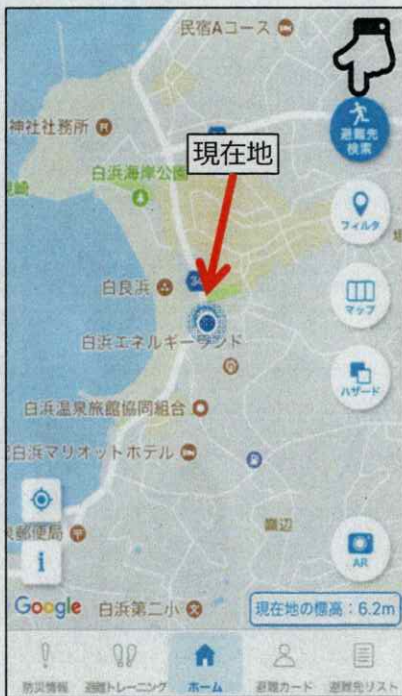 民宿Aコース
避難先
検索
神社社務所
現在地
白浜海岸公園
フィルタ
白良浜
マップ
白浜エネルギーランド
ハザード
白浜温泉旅館協同組合
白浜マリオットホテル
郵便局
i
AR
Google
白浜第二小
現在地の標高：6.2m
防災情報
避難トレーニング
ホーム
避難カード
避難先リスト